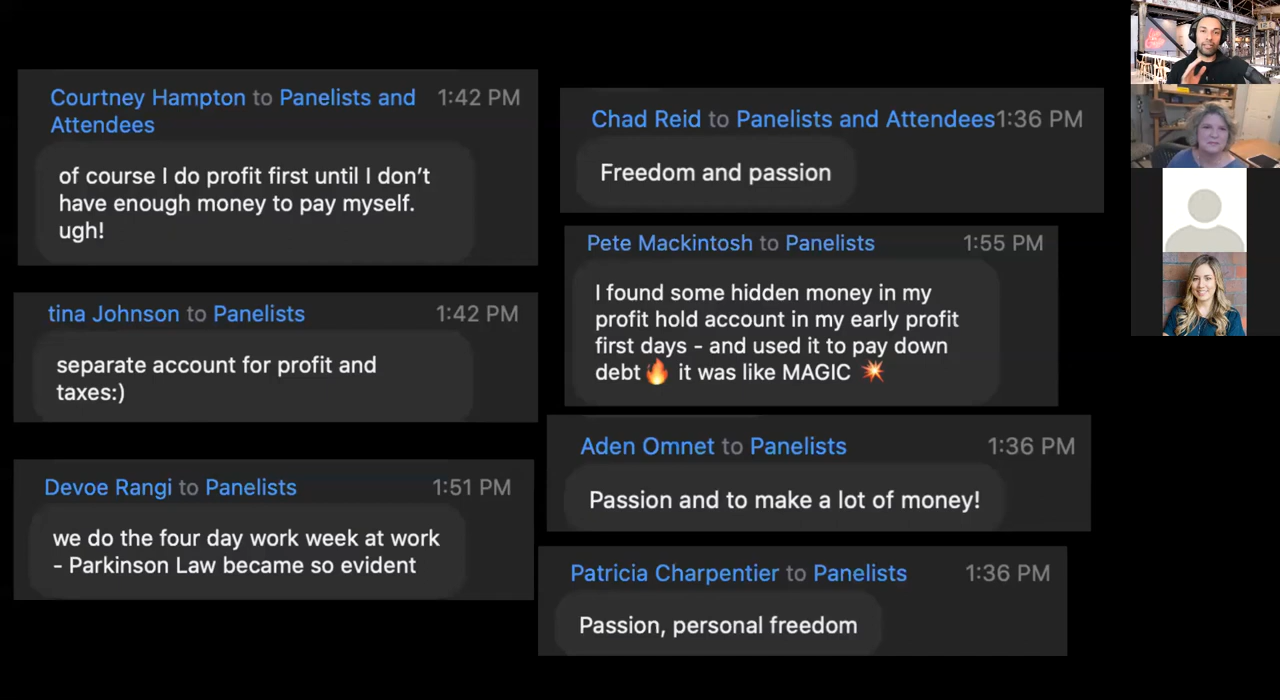 Courtney Hampton to Panelists and 1:42 PM
Attendees
of course I do profit first until I don’t
have enough money to pay myself.
ugh!
tina Johnson to Panelists 1:42 PM
separate account for profit and
taxes:)
Devoe Rangi to Panelists 1:51 PM
we do the four day work week at work
- Parkinson Law became so evident
Chad Reid to Panelists and Attendees 1:36 PM
Freedom and passion
Pete Mackintosh to Panelists 1:55 PM
I found some hidden money in my
profit hold account in my early profit
first days - and used it to pay down
debt🔥 it was like MAGIC 💥
Aden Omnet to Panelists 1:36 PM
Passion and to make a lot of money!
Patricia Charpentier to Panelists 1:36 PM
Passion, personal freedom